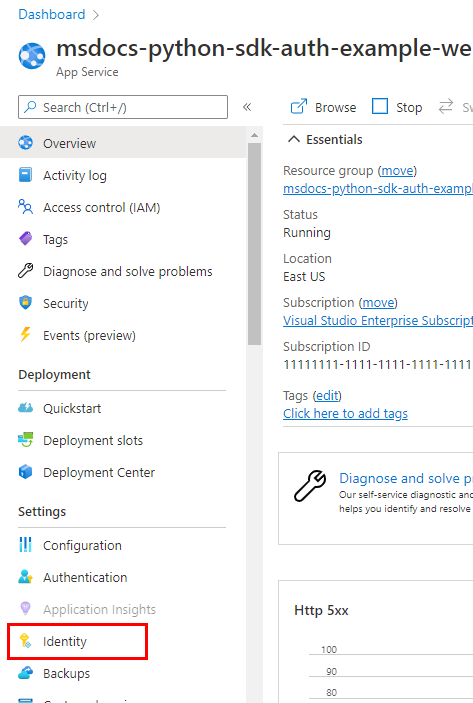 Dashboard
msdocs-python-sdk-auth-example-we
App Service
Search (Ctrl+/)
«
Overview
Activity log
Access control (IAM)
Tags
Diagnose and solve problems
Security
Events (preview)
Deployment
Quickstart
Deployment slots
Deployment Center
Settings
Configuration
Authentication
Application Insights
Identity
Backups
Browse
Stop
Essentials
Resource group (move)
msdocs-python-sdk-auth-exampl
Status
Running
Location
East US
Subscription (move)
Visual Studio Enterprise Subscript
Subscription ID
11111111-1111-1111-1111-1111
Tags (edit)
Click here to add tags
Diagnose and solve p
Our self-service diagnostic and
helps you identify and resolve
Http 5xx
100
90
80